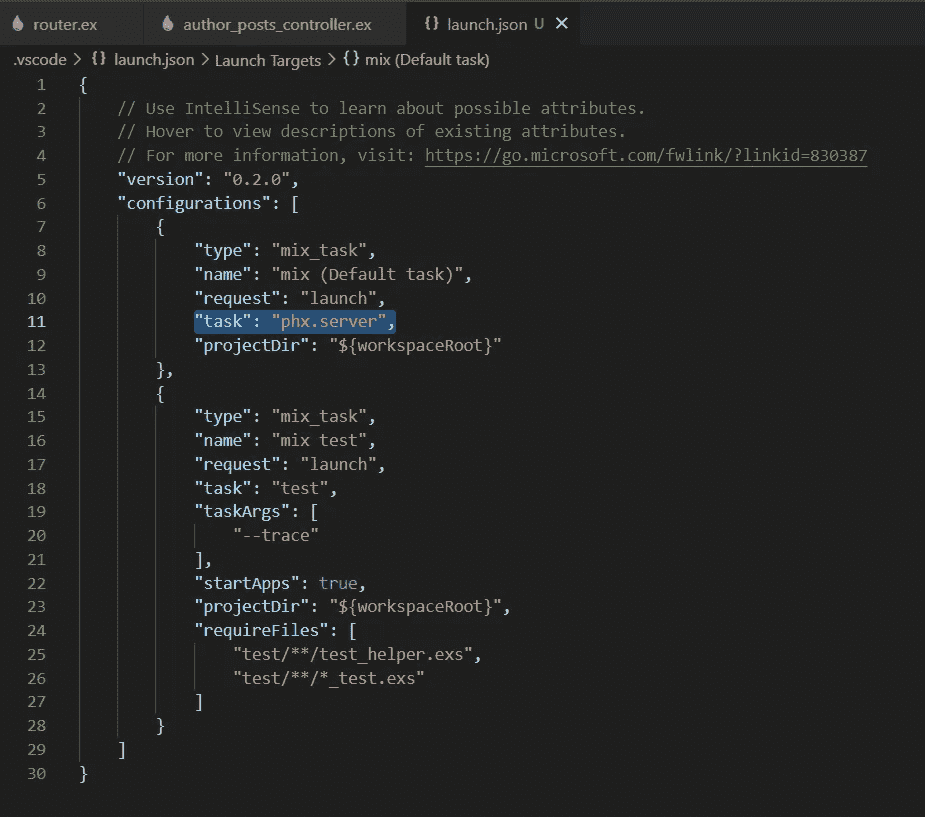 router.ex author_posts_controller.ex {} launch.json U ×
.vscode > {} launch.json > Launch Targets > {} mix (Default task)
1 {
2 // Use IntelliSense to learn about possible attributes.
3 // Hover to view descriptions of existing attributes.
4 // For more information, visit: https://go.microsoft.com/fwlink/?linkid=830387
5 "version": "0.2.0",
6 "configurations": [
7 {
8 "type": "mix_task",
9 "name": "mix (Default task)",
10 "request": "launch",
11 "task": "phx.server",
12 "projectDir": "${workspaceRoot}"
13 },
14 {
15 "type": "mix_task",
16 "name": "mix test",
17 "request": "launch",
18 "task": "test",
19 "taskArgs": [
20 "--trace"
21 ],
22 "startApps": true,
23 "projectDir": "${workspaceRoot}",
24 "requireFiles": [
25 "test/**/test_helper.exs",
26 "test/**/*_test.exs"
27 ]
28 }
29 ]
30 }